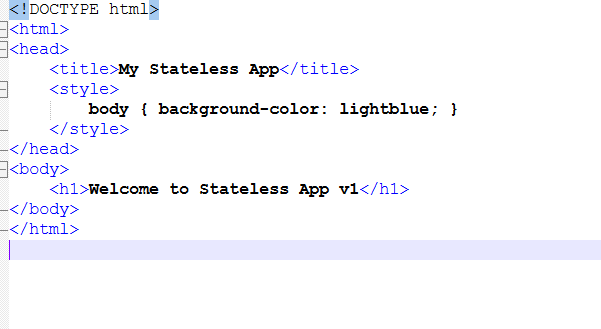 <!DOCTYPE html>
<html>
<head>
    <title>My Stateless App</title>
    <style>
        body { background-color: lightblue; }
    </style>
</head>
<body>
    <h1>Welcome to Stateless App v1</h1>
</body>
</html>